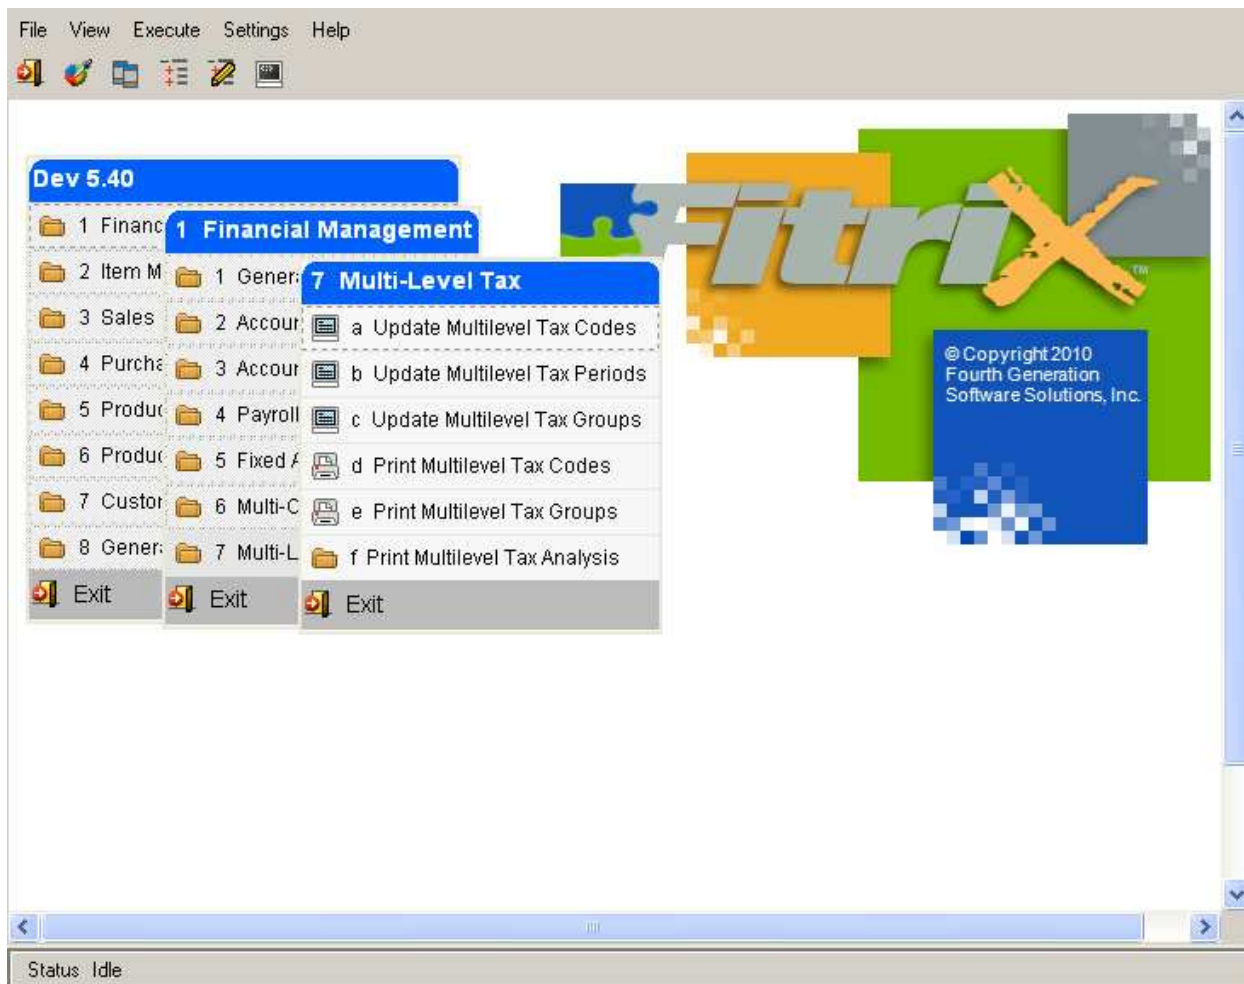 File View Execute Settings Help
Dev 5.40
1 Financ
2 Item M
3 Sales
4 Purcha
5 Produc
6 Produc
7 Custor
8 Genera
Exit
1 Financial Management
1 Gener
2 Accour
3 Accour
4 Payroll
5 Fixed A
6 Multi-C
7 Multi-L
Exit
7 Multi-Level Tax
a Update Multilevel Tax Codes
b Update Multilevel Tax Periods
c Update Multilevel Tax Groups
d Print Multilevel Tax Codes
e Print Multilevel Tax Groups
f Print Multilevel Tax Analysis
Exit
FitriX™
© Copyright 2010
Fourth Generation
Software Solutions, Inc.
Status Idle